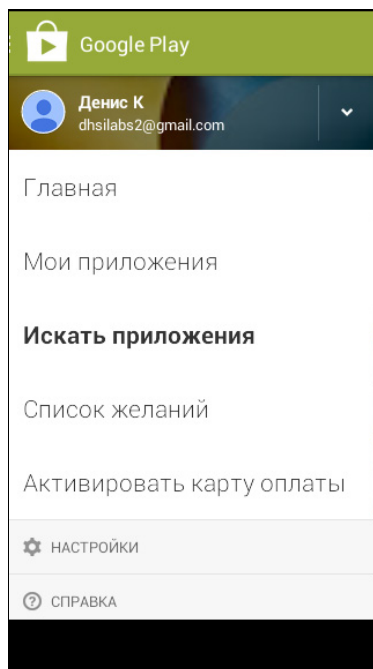 Google Play
Денис К
dhsilabs2@gmail.com
Главная
Мои приложения
Искать приложения
Список желаний
Активировать карту оплаты
НАСТРОЙКИ
СПРАВКА